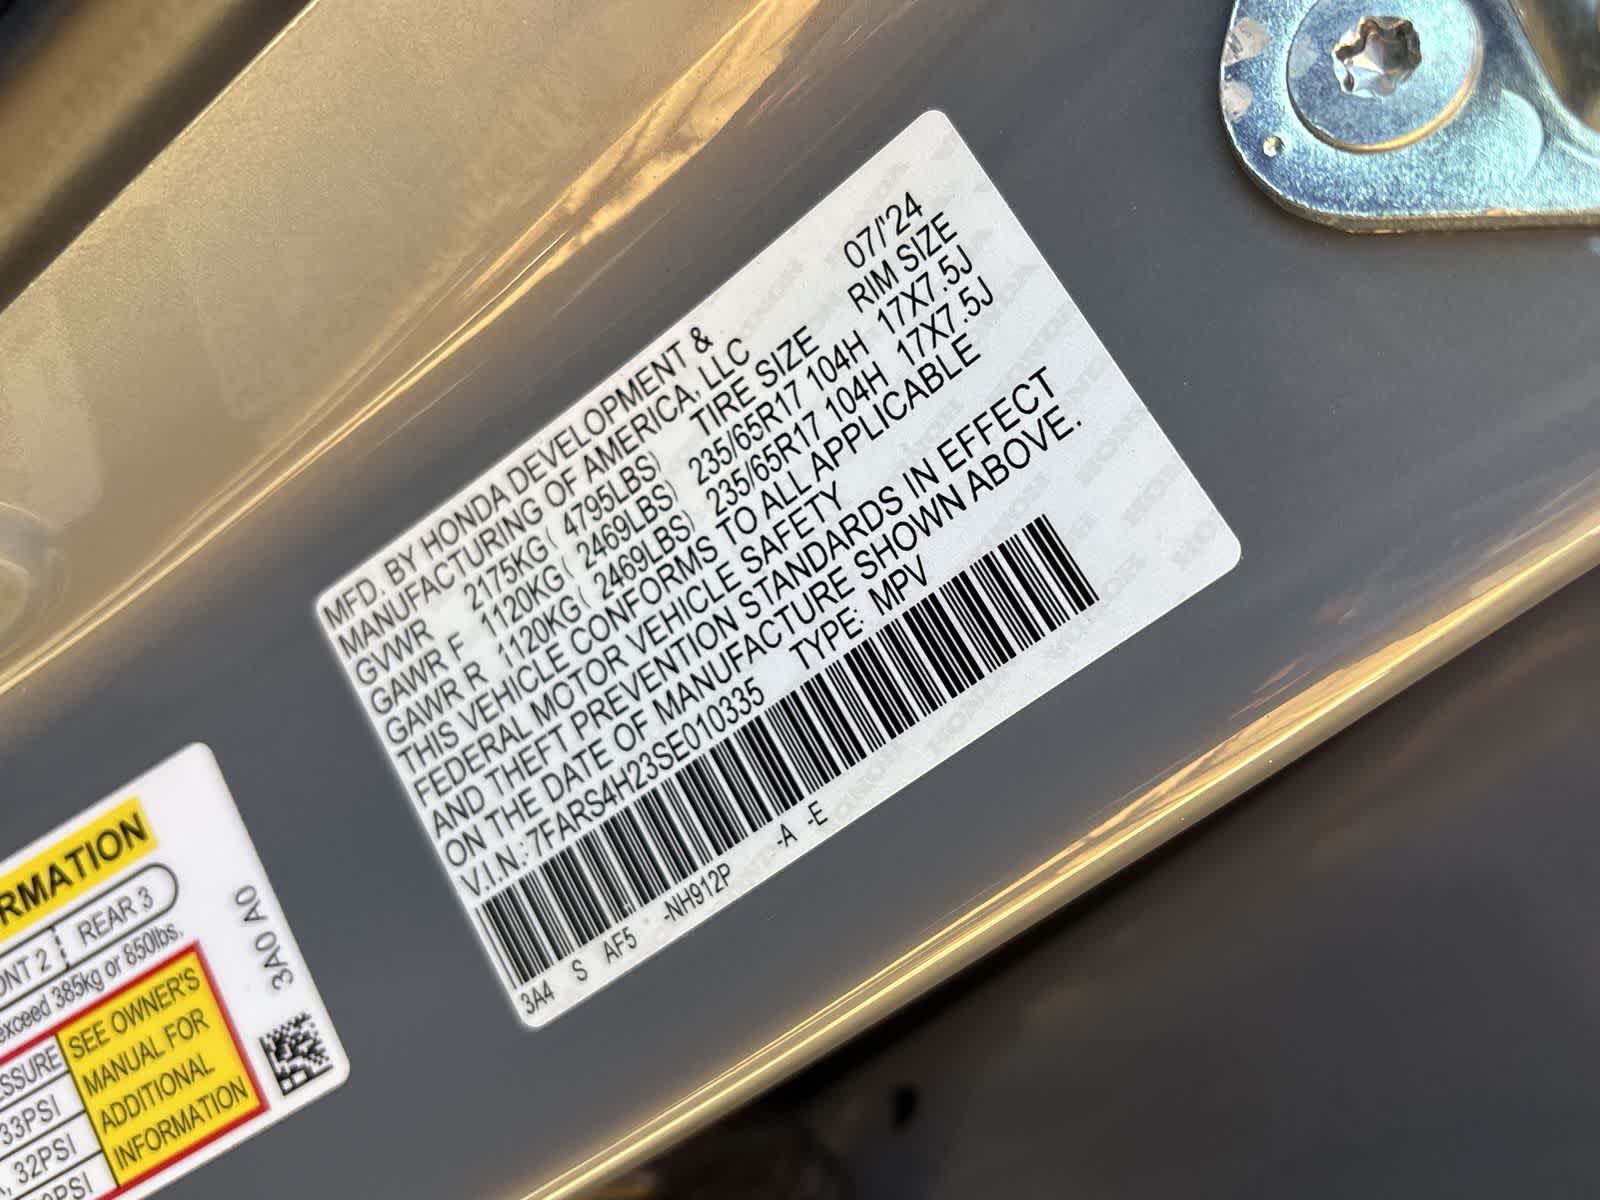 MFD. BY HONDA DEVELOPMENT &
MANUFACTURING OF AMERICA, LLC 07/'24
GVWR 2175KG( 4795LBS) TIRE SIZE RIM SIZE
GAWR F 1120KG( 2469LBS) 235/65R17 104H 17X7.5J
GAWR R 1120KG( 2469LBS) 235/65R17 104H 17X7.5J
THIS VEHICLE CONFORMS TO ALL APPLICABLE
FEDERAL MOTOR VEHICLE SAFETY
AND THEFT PREVENTION STANDARDS IN EFFECT
ON THE DATE OF MANUFACTURE SHOWN ABOVE.
V.I.N.:7FARS4H23SE010335 TYPE: MPV
3A4 S AF5 -NH912P -A -E
RMATION
ONT 2 REAR 3
exceed 385kg or 850lbs.
ESSURE
33PSI
, 32PSI
SEE OWNER'S
MANUAL FOR
ADDITIONAL
INFORMATION
3A0 A0